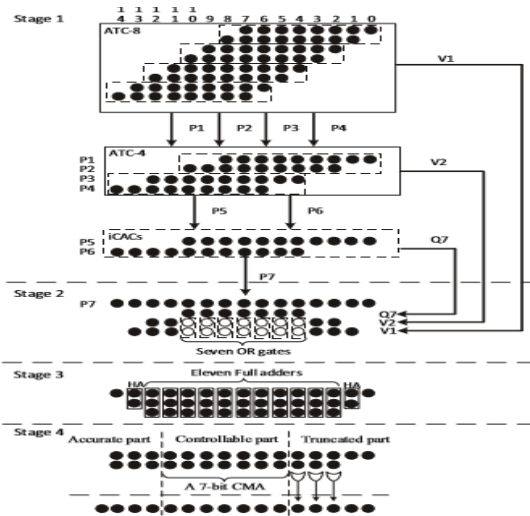 Stage 1
1 1 1 1 1
4 3 2 1 0 9 8 7 6 5 4 3 2 1 0
ATC-8
V1
P1 P2 P3 P4
ATC-4
P1
P2
P3
P4
V2
P5 P6
iCACs
P5
P6
Q7
P7
Stage 2
P7
Q7
V2
V1
Seven OR gates
Stage 3
Eleven Full adders
HA HA
Stage 4
Accurate part Controllable part Truncated part
A 7-bit CMA